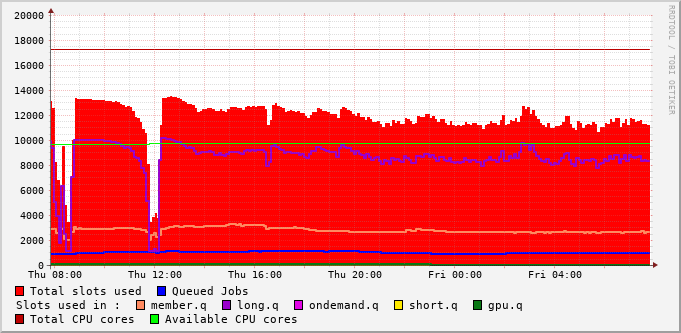 20000
18000
16000
14000
12000
10000
8000
6000
4000
2000
0
Thu 08:00 Thu 12:00 Thu 16:00 Thu 20:00 Fri 00:00 Fri 04:00
RRDTOOL / TOBI OETIKER
Total slots used Queued Jobs
Slots used in : member.q long.q ondemand.q short.q gpu.q
Total CPU cores Available CPU cores